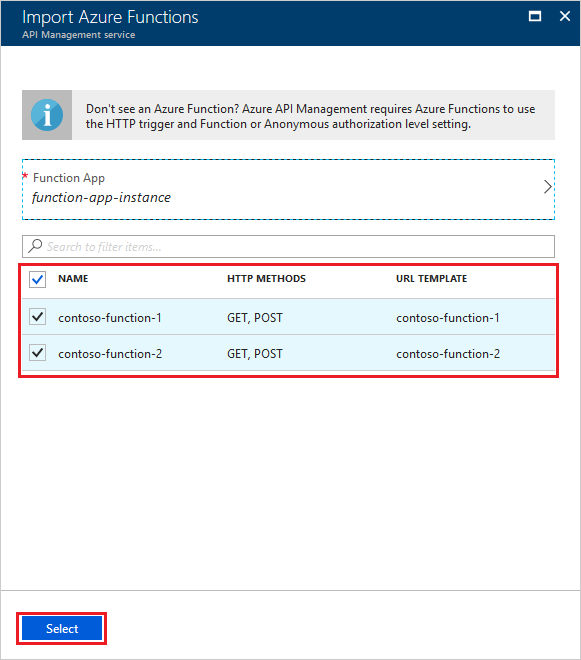 Import Azure Functions
API Management service
Don't see an Azure Function? Azure API Management requires Azure Functions to use
the HTTP trigger and Function or Anonymous authorization level setting.
* Function App
function-app-instance
Search to filter items...
NAME HTTP METHODS URL TEMPLATE
contoso-function-1 GET, POST contoso-function-1
contoso-function-2 GET, POST contoso-function-2
Select